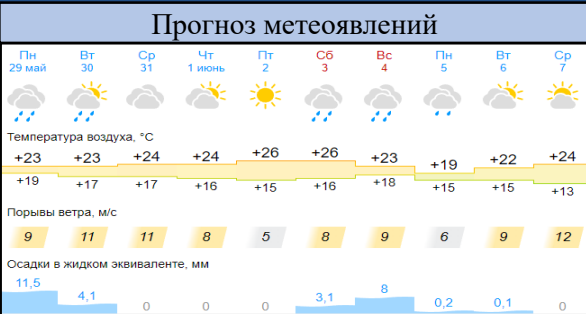 Прогноз метеоявлений
Пн Вт Ср Чт Пт Сб Вс Пн Вт Ср
29 май 30 31 1 июнь 2 3 4 5 6 7
Температура воздуха, °C
+23 +23 +24 +24 +26 +26 +23 +19 +22 +24
+19 +17 +17 +16 +15 +16 +18 +15 +15 +13
Порывы ветра, м/с
9 11 11 8 5 8 9 6 9 12
Осадки в жидком эквиваленте, мм
11,5 4,1 0 0 0 3,1 8 0,2 0,1 0